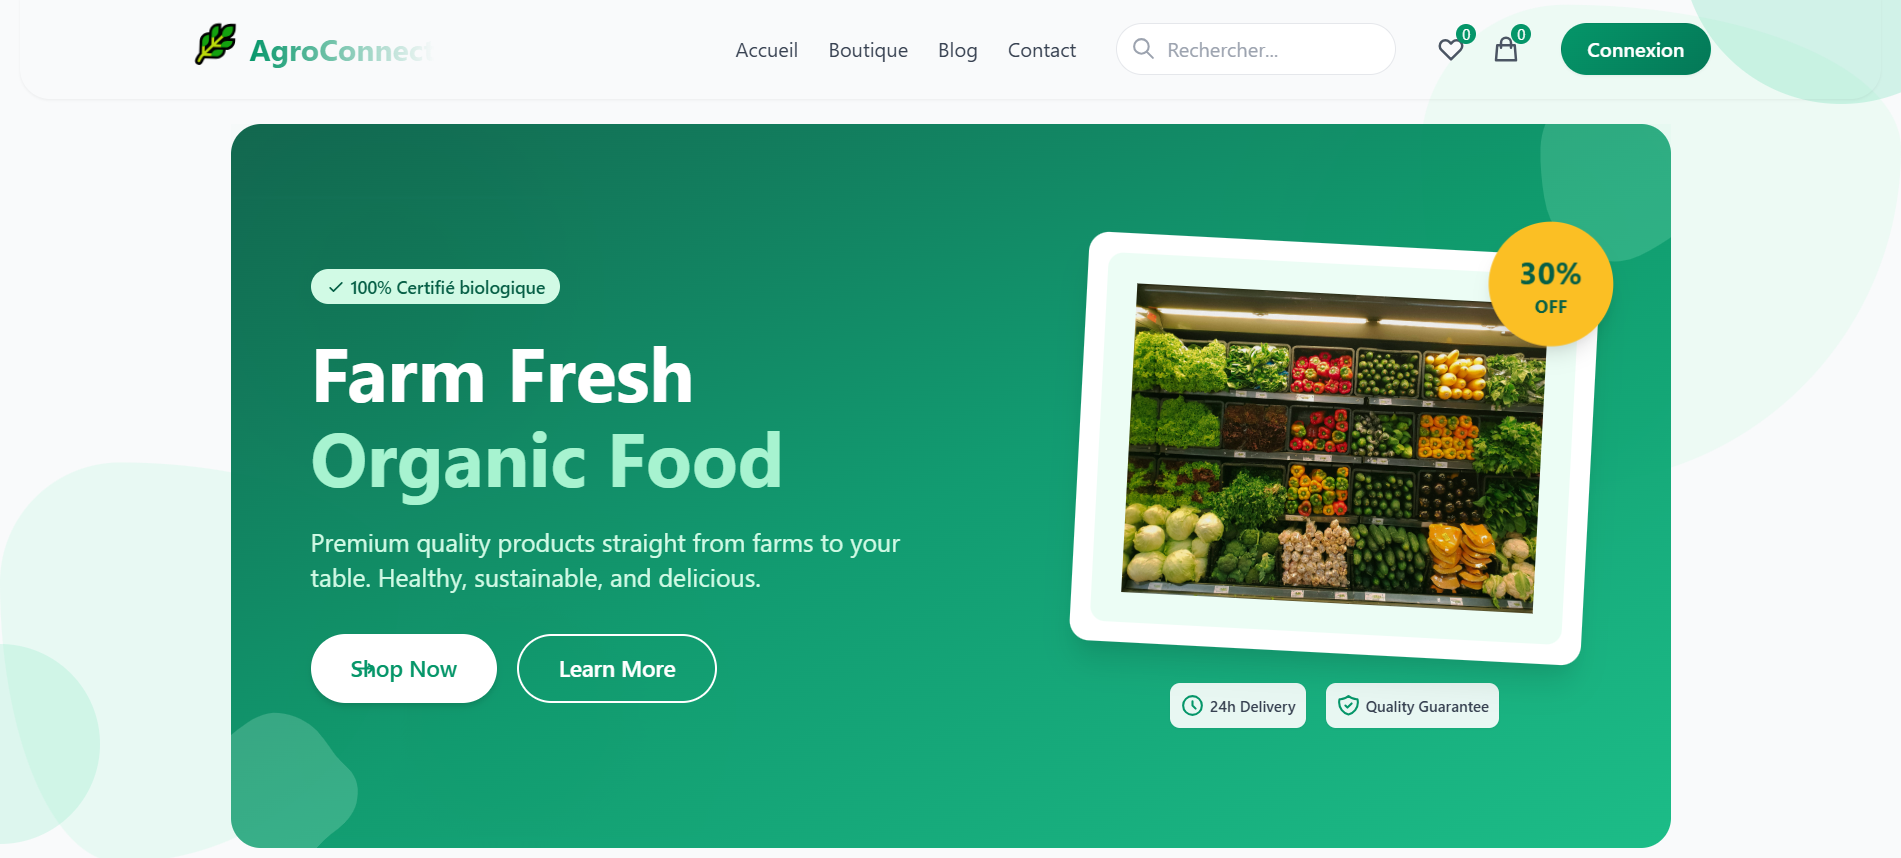 AgroConnect
Accueil
Boutique
Blog
Contact
Rechercher...
0
0
Connexion
100% Certifié biologique
Farm Fresh
Organic Food
Premium quality products straight from farms to your
table. Healthy, sustainable, and delicious.
Shop Now
Learn More
30%
OFF
24h Delivery
Quality Guarantee